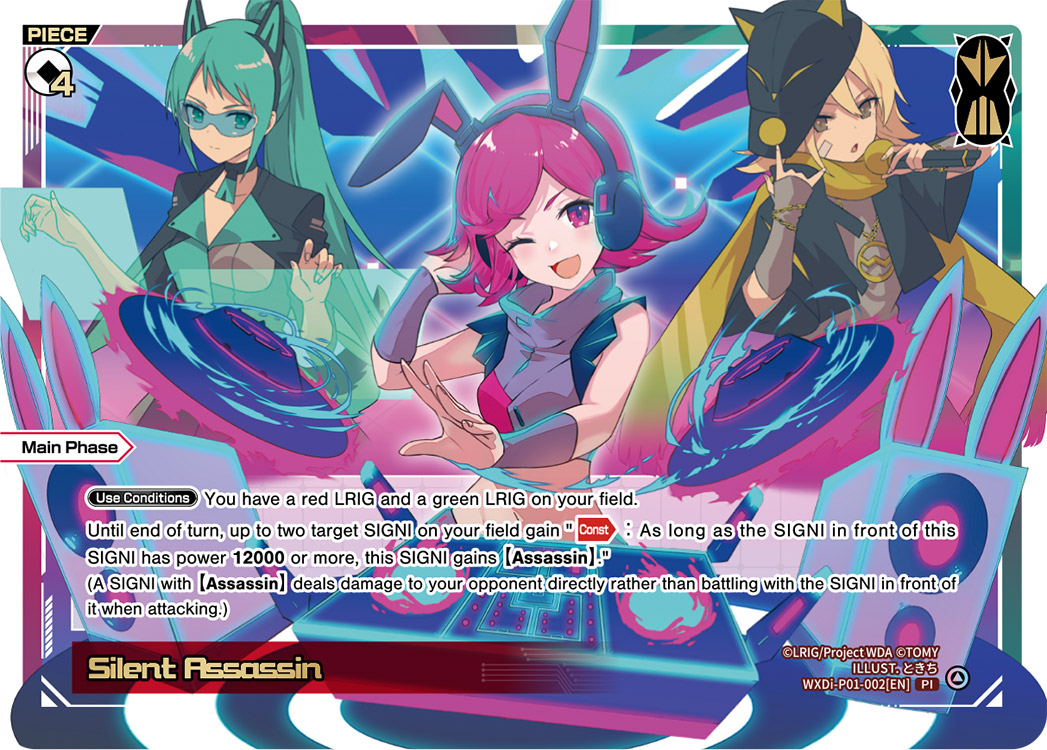 PIECE
4
Main Phase
Use Conditions You have a red LRIG and a green LRIG on your field.
Until end of turn, up to two target SIGNI on your field gain "Const : As long as the SIGNI in front of this
SIGNI has power 12000 or more, this SIGNI gains 【Assassin】."
(A SIGNI with 【Assassin】 deals damage to your opponent directly rather than battling with the SIGNI in front of
it when attacking.)
Silent Assassin
©LRIG/Project WDA ©TOMY
ILLUST. ときち
WXDi-P01-002[EN] PI